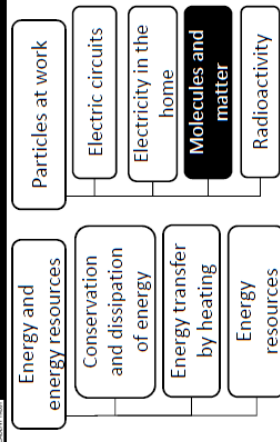 Particles at work
Electric circuits
Electricity in the
home
Molecules and
matter
Radioactivity
Energy and
energy resources
Conservation
and dissipation
of energy
Energy transfer
by heating
Energy
resources